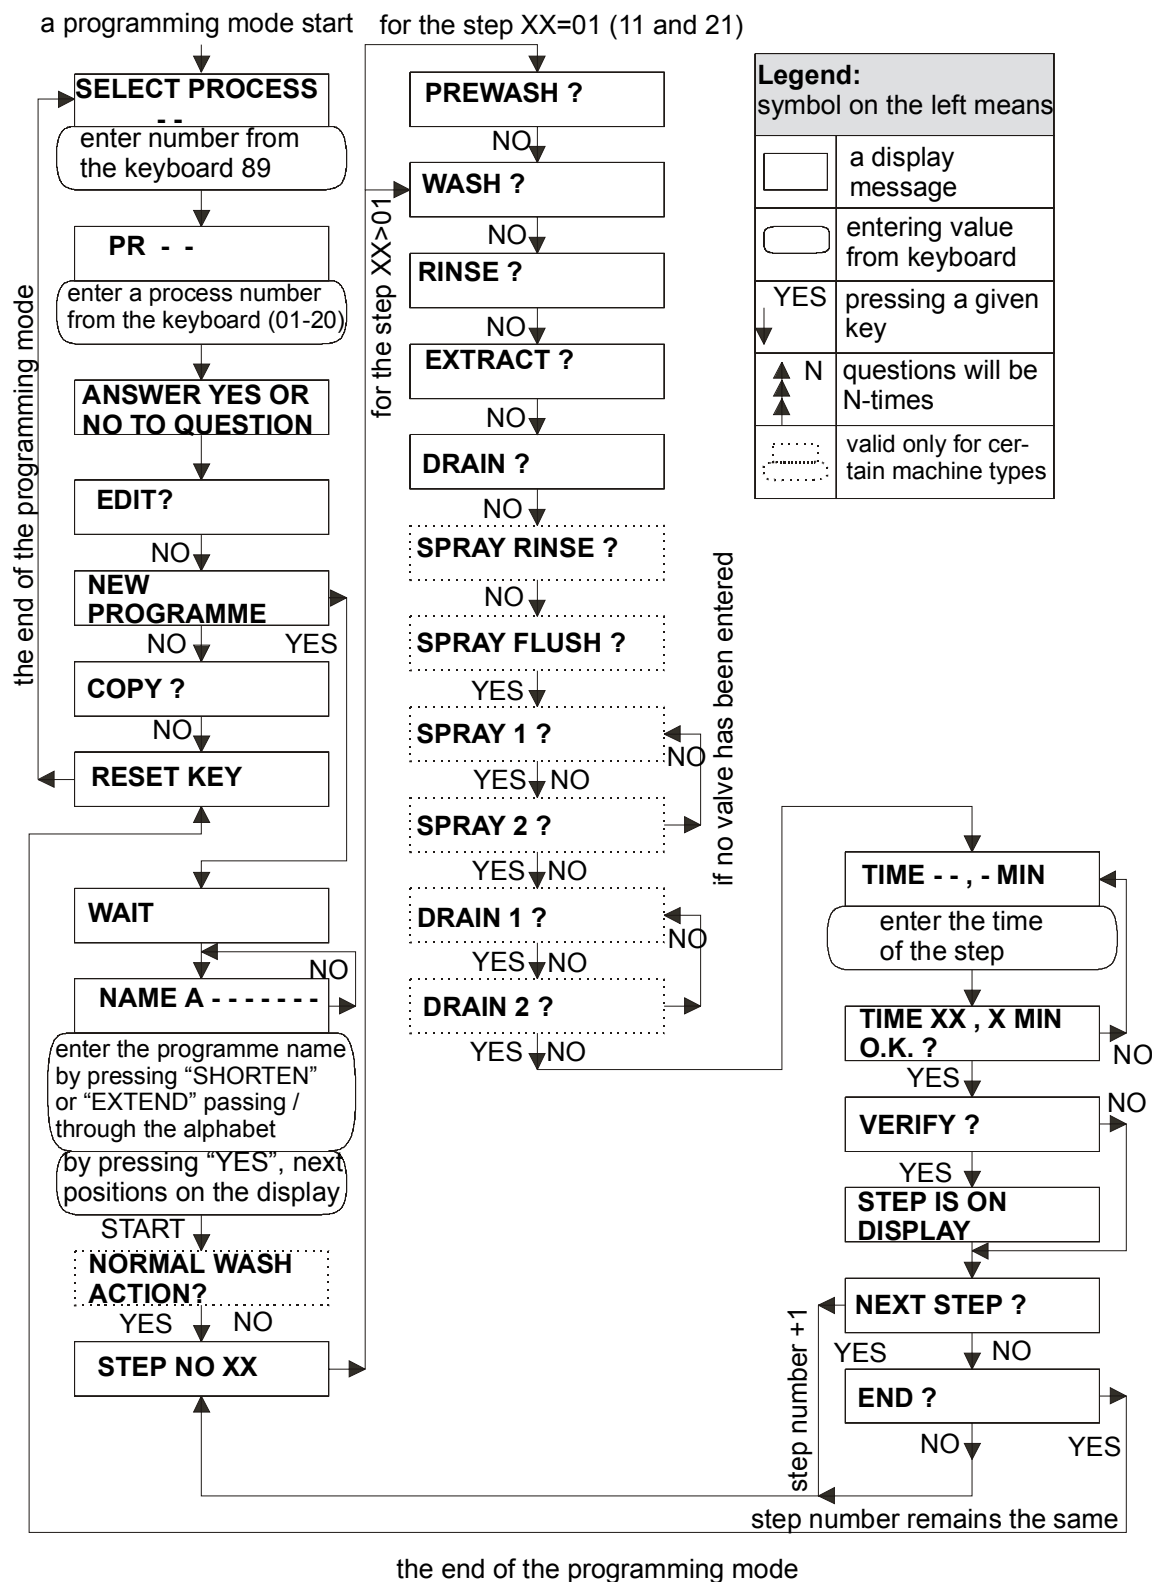 a programming mode start
SELECT PROCESS
- -
enter number from
the keyboard 89
PR - -
enter a process number
from the keyboard (01-20)
ANSWER YES OR
NO TO QUESTION
EDIT?
NO
NEW
PROGRAMME
NO
YES
COPY ?
NO
RESET KEY
the end of the programming mode
WAIT
NO
NAME A - - - - - - -
enter the programme name
by pressing “SHORTEN”
or “EXTEND” passing /
through the alphabet
by pressing “YES”, next
positions on the display
START
NORMAL WASH
ACTION?
YES NO
STEP NO XX
for the step XX=01 (11 and 21)
for the step XX>01
PREWASH ?
NO
WASH ?
NO
RINSE ?
NO
EXTRACT ?
NO
DRAIN ?
NO
SPRAY RINSE ?
NO
SPRAY FLUSH ?
YES
SPRAY 1 ?
NO
YES NO
SPRAY 2 ?
YES NO
DRAIN 1 ?
NO
YES NO
DRAIN 2 ?
YES NO
if no valve has been entered
Legend:
symbol on the left means
a display
message
entering value
from keyboard
YES
pressing a given
key
N
questions will be
N-times
valid only for cer-
tain machine types
TIME - - , - MIN
enter the time
of the step
TIME XX , X MIN
O.K. ?
NO
YES
VERIFY ?
NO
YES
STEP IS ON
DISPLAY
NEXT STEP ?
YES
NO
END ?
NO
YES
step number +1
step number remains the same
the end of the programming mode